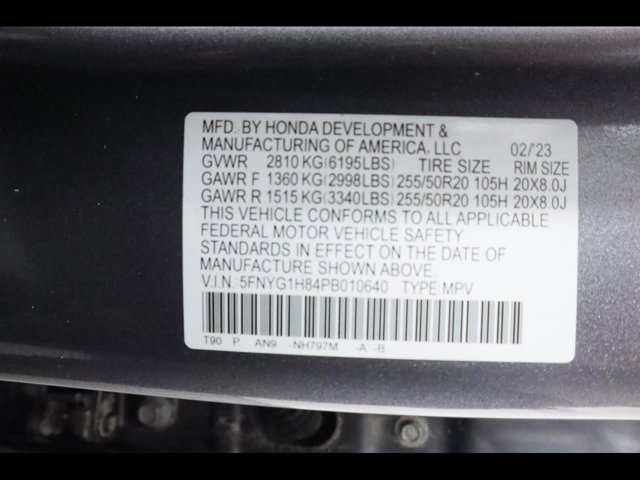 MFD. BY HONDA DEVELOPMENT &
MANUFACTURING OF AMERICA, LLC 02/23
GVWR 2810 KG(6195LBS) TIRE SIZE RIM SIZE
GAWR F 1360 KG(2998LBS) 255/50R20 105H 20X8.0J
GAWR R 1515 KG(3340LBS) 255/50R20 105H 20X8.0J
THIS VEHICLE CONFORMS TO ALL APPLICABLE
FEDERAL MOTOR VEHICLE SAFETY
STANDARDS IN EFFECT ON THE DATE OF
MANUFACTURE SHOWN ABOVE.
V.I.N. 5FNYG1H84PB010640 TYPE MPV
T90 P AN9 -NH797M -A -B